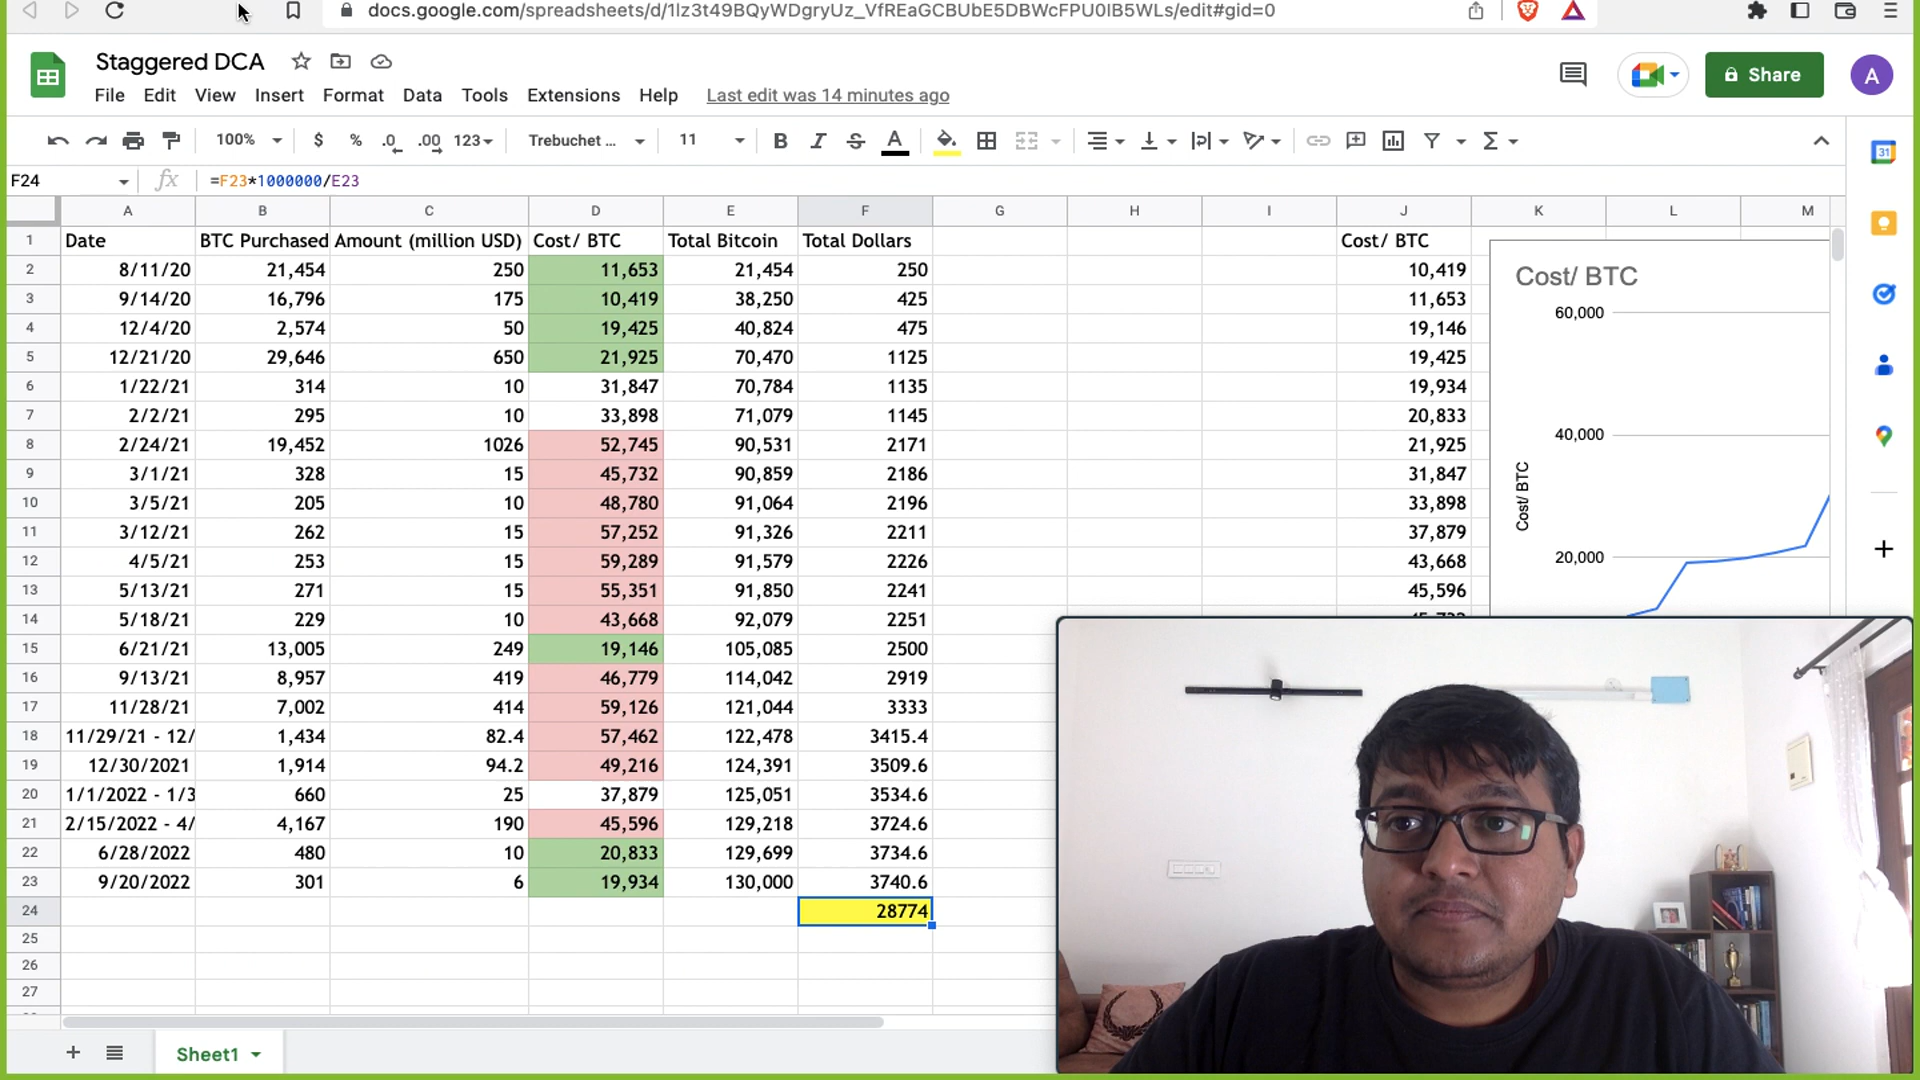 docs.google.com/spreadsheets/d/1lz3t49BQyWDgryUz_VfREaGCBUbE5DBWcFPU0IB5WLs/edit#gid=0
Staggered DCA
Share
A
File Edit View Insert Format Data Tools Extensions Help Last edit was 14 minutes ago
100% $ % .0 .00 123 Trebuchet ... 11 B I S A
31
F24 fx =F23*1000000/E23
A B C D E F G H I J K L M
1 Date BTC Purchased Amount (million USD) Cost/ BTC Total Bitcoin Total Dollars Cost/ BTC
2 8/11/20 21,454 250 11,653 21,454 250 10,419
3 9/14/20 16,796 175 10,419 38,250 425 11,653
4 12/4/20 2,574 50 19,425 40,824 475 19,146
5 12/21/20 29,646 650 21,925 70,470 1125 19,425
6 1/22/21 314 10 31,847 70,784 1135 19,934
7 2/2/21 295 10 33,898 71,079 1145 20,833
8 2/24/21 19,452 1026 52,745 90,531 2171 21,925
9 3/1/21 328 15 45,732 90,859 2186 31,847
10 3/5/21 205 10 48,780 91,064 2196 33,898
11 3/12/21 262 15 57,252 91,326 2211 37,879
12 4/5/21 253 15 59,289 91,579 2226 43,668
13 5/13/21 271 15 55,351 91,850 2241 45,596
14 5/18/21 229 10 43,668 92,079 2251
15 6/21/21 13,005 249 19,146 105,085 2500
16 9/13/21 8,957 419 46,779 114,042 2919
17 11/28/21 7,002 414 59,126 121,044 3333
18 11/29/21 - 12/ 1,434 82.4 57,462 122,478 3415.4
19 12/30/2021 1,914 94.2 49,216 124,391 3509.6
20 1/1/2022 - 1/3 660 25 37,879 125,051 3534.6
21 2/15/2022 - 4/ 4,167 190 45,596 129,218 3724.6
22 6/28/2022 480 10 20,833 129,699 3734.6
23 9/20/2022 301 6 19,934 130,000 3740.6
24 28774
25
26
27
Cost/ BTC
60,000
40,000
20,000
Cost/ BTC
Sheet1